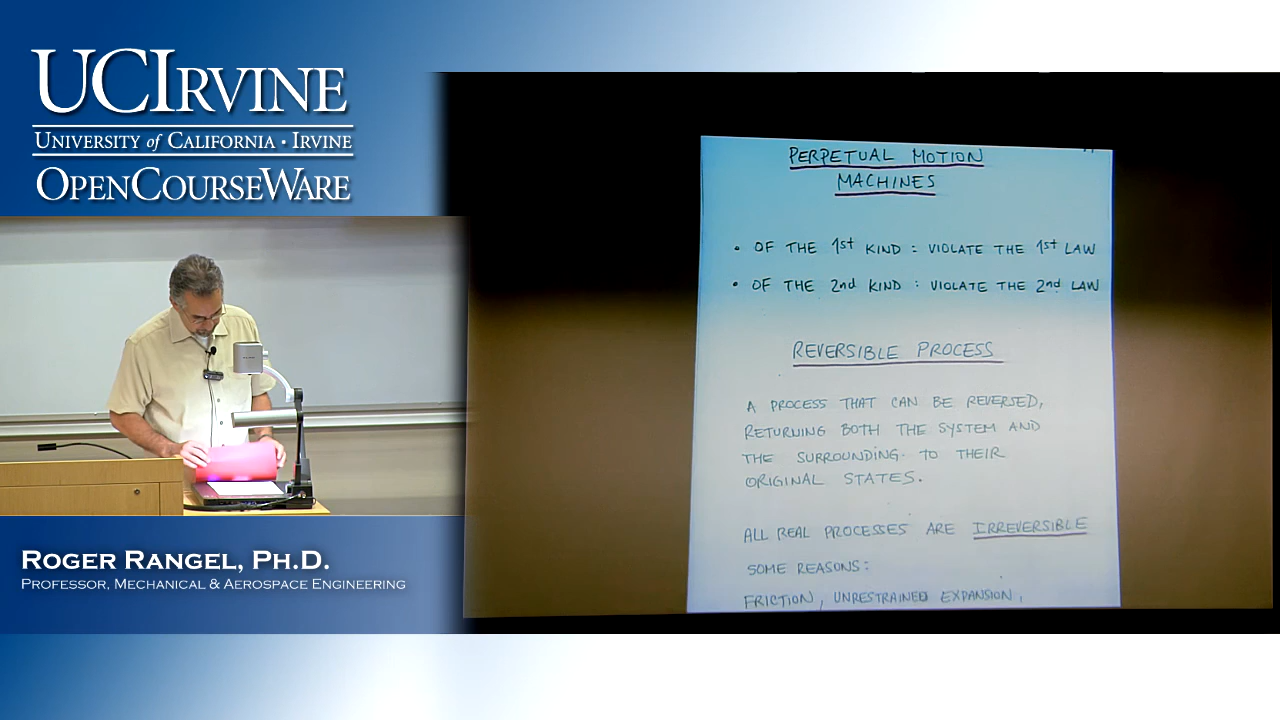 UCIRVINE
UNIVERSITY of CALIFORNIA · IRVINE
OPENCOURSEWARE
PERPETUAL MOTION
MACHINES
• OF THE 1st KIND : VIOLATE THE 1st LAW
• OF THE 2nd KIND : VIOLATE THE 2nd LAW
REVERSIBLE PROCESS
A PROCESS THAT CAN BE REVERSED,
RETURNING BOTH THE SYSTEM AND
THE SURROUNDING. TO THEIR
ORIGINAL STATES.
ALL REAL PROCESSES ARE IRREVERSIBLE
SOME REASONS:
FRICTION, UNRESTRAINED EXPANSION,
ROGER RANGEL, PH.D.
PROFESSOR, MECHANICAL & AEROSPACE ENGINEERING